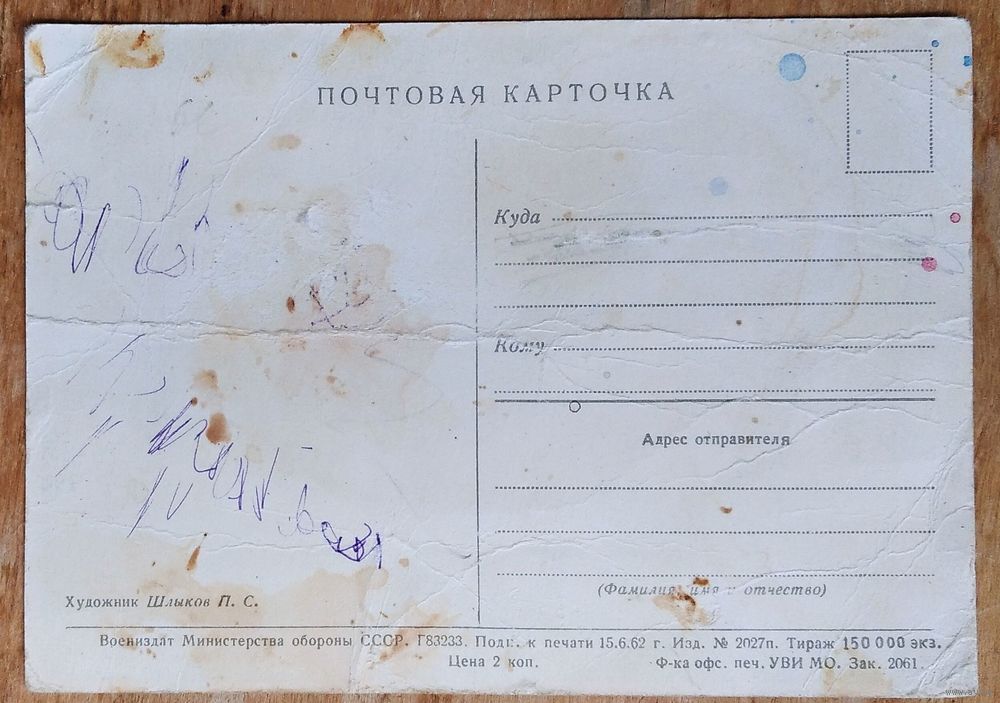 ПОЧТОВАЯ КАРТОЧКА
Куда
Кому
Адрес отправителя
(Фамилия, имя и отчество)
Художник Шлыков П. С.
Воениздат Министерства обороны СССР. Г83233. Подп. к печати 15.6.62 г. Изд. № 2027п. Тираж 150 000 экз.
Цена 2 коп. Ф-ка офс. печ. УВИ МО. Зак. 2061.